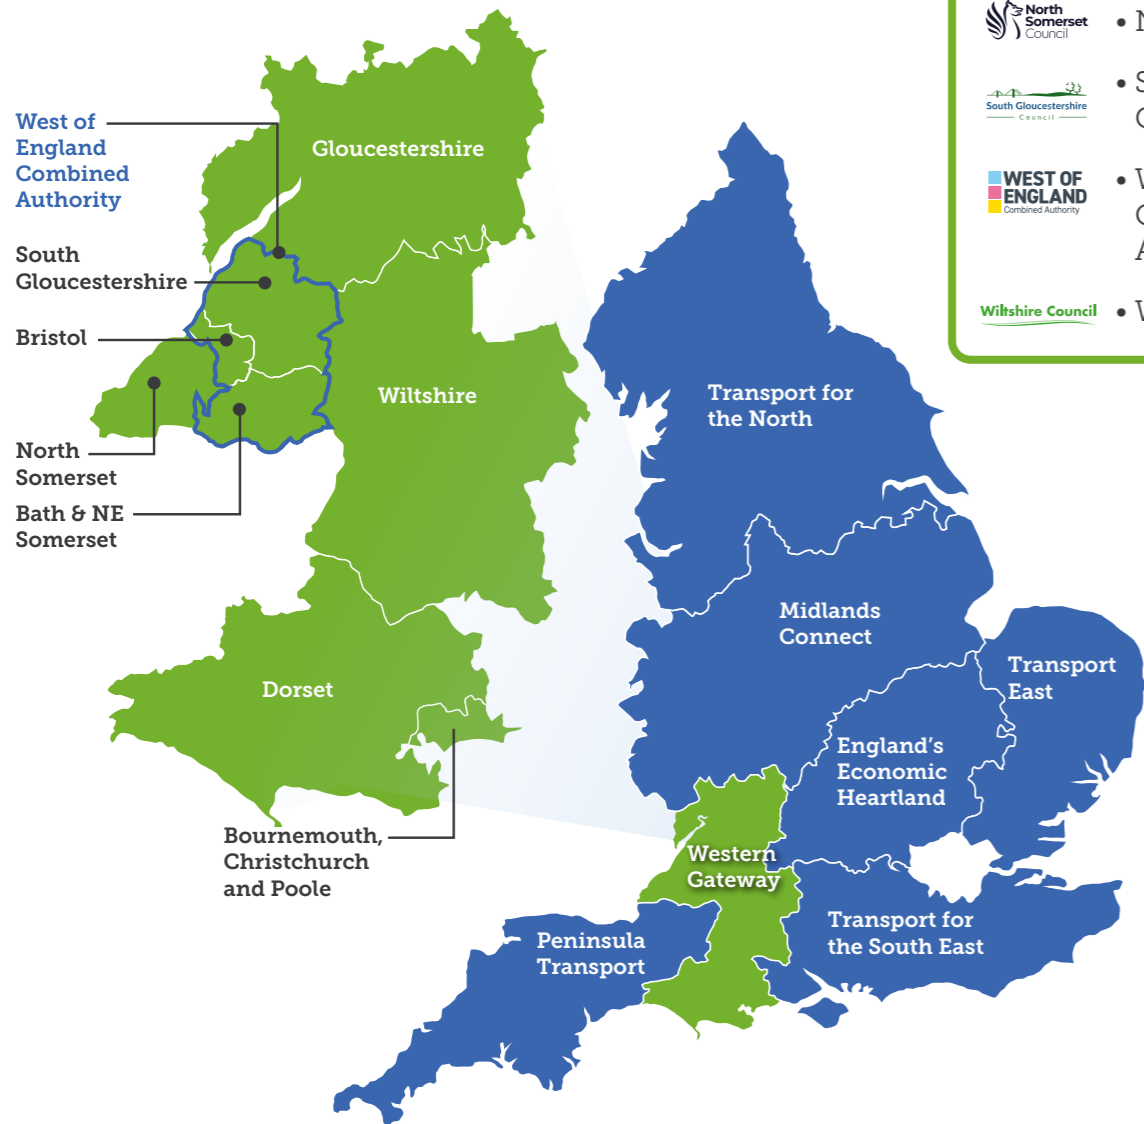 North
Somerset
Council
South Gloucestershire
Council
WEST OF
ENGLAND
Combined Authority
Wiltshire Council
West of
England
Combined
Authority
South
Gloucestershire
Bristol
North
Somerset
Bath & NE
Somerset
Gloucestershire
Wiltshire
Dorset
Bournemouth,
Christchurch
and Poole
Transport for
the North
Midlands
Connect
Transport
East
England’s
Economic
Heartland
Western
Gateway
Transport for
the South East
Peninsula
Transport